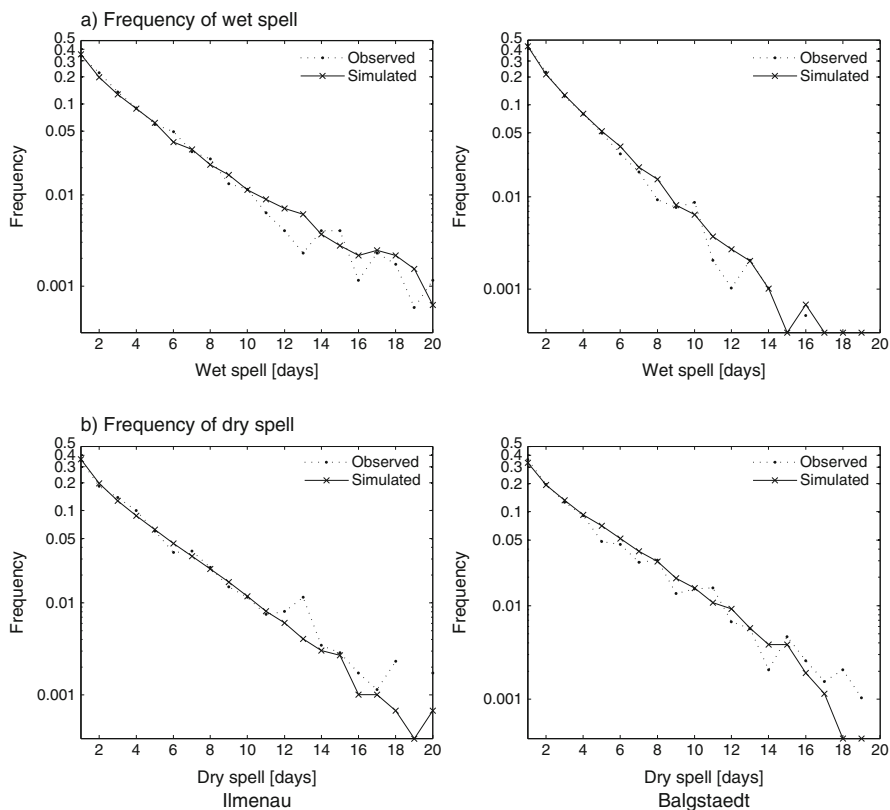 a) Frequency of wet spell
0.5
0.4
0.3
0.2
0.1
0.05
0.01
0.001
Frequency
Observed
Simulated
2 4 6 8 10 12 14 16 18 20
Wet spell [days]
0.5
0.4
0.3
0.2
0.1
0.05
0.01
0.001
Frequency
Observed
Simulated
2 4 6 8 10 12 14 16 18 20
Wet spell [days]
b) Frequency of dry spell
0.5
0.4
0.3
0.2
0.1
0.05
0.01
0.001
Frequency
Observed
Simulated
2 4 6 8 10 12 14 16 18 20
Dry spell [days]
Ilmenau
0.5
0.4
0.3
0.2
0.1
0.05
0.01
0.001
Frequency
Observed
Simulated
2 4 6 8 10 12 14 16 18 20
Dry spell [days]
Balgstaedt